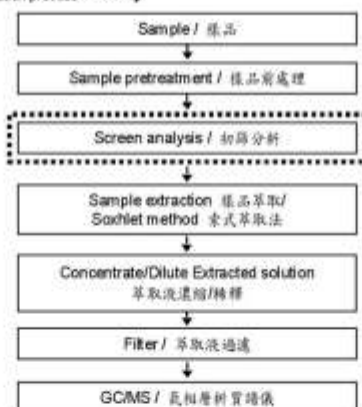 Sample / 樣品
Sample pretreatment / 樣品前處理
Screen analysis / 初篩分析
Sample extraction 樣品萃取/
Soxhlet method 索式萃取法
Concentrate/Dilute Extracted solution
萃取液濃縮/稀釋
Filter / 萃取液過濾
GC/MS / 氣相層析質譜儀